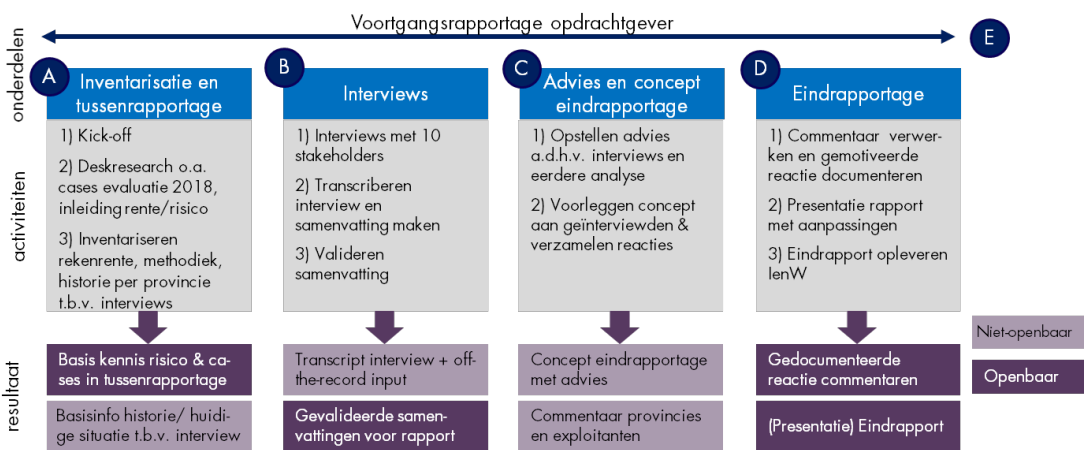 Voortgangsrapportage opdrachtgever
E
onderdelen
A
Inventarisatie en
tussenrapportage
B
Interviews
C
Advies en concept
eindrapportage
D
Eindrapportage
activiteiten
1) Kick-off
2) Deskresearch o.a.
cases evaluatie 2018,
inleiding rente/risico
3) Inventariseren
rekenrente, methodiek,
historie per provincie
t.b.v. interviews
1) Interviews met 10
stakeholders
2) Transcriberen
interview en
samenvatting maken
3) Valideren
samenvatting
1) Opstellen advies
a.d.h.v. interviews en
eerdere analyse
2) Voorleggen concept
aan geïnterviewden &
verzamelen reacties
1) Commentaar verwer-
ken en gemotiveerde
reactie documenteren
2) Presentatie rapport
met aanpassingen
3) Eindrapport opleveren
IenW
resultaat
Basis kennis risico & ca-
ses in tussenrapportage
Basisinfo historie/ huidi-
ge situatie t.b.v. interview
Transcript interview + off-
the-record input
Gevalideerde samen-
vattingen voor rapport
Concept eindrapportage
met advies
Commentaar provincies
en exploitanten
Gedocumenteerde
reactie commentaren
(Presentatie) Eindrapport
Niet-openbaar
Openbaar